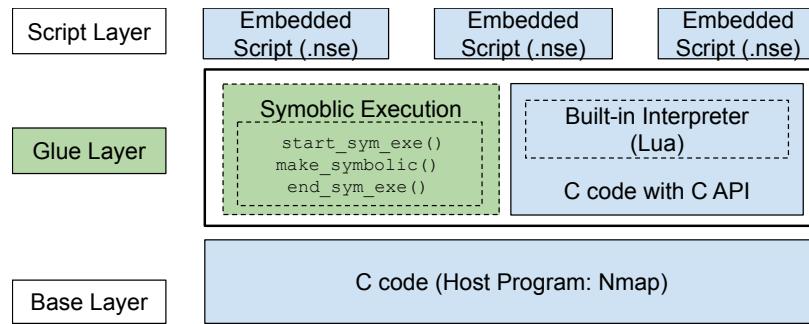 Script Layer
Embedded
Script (.nse)
Embedded
Script (.nse)
Embedded
Script (.nse)
Glue Layer
Symoblic Execution
start_sym_exe()
make_symbolic()
end_sym_exe()
Built-in Interpreter
(Lua)
C code with C API
Base Layer
C code (Host Program: Nmap)